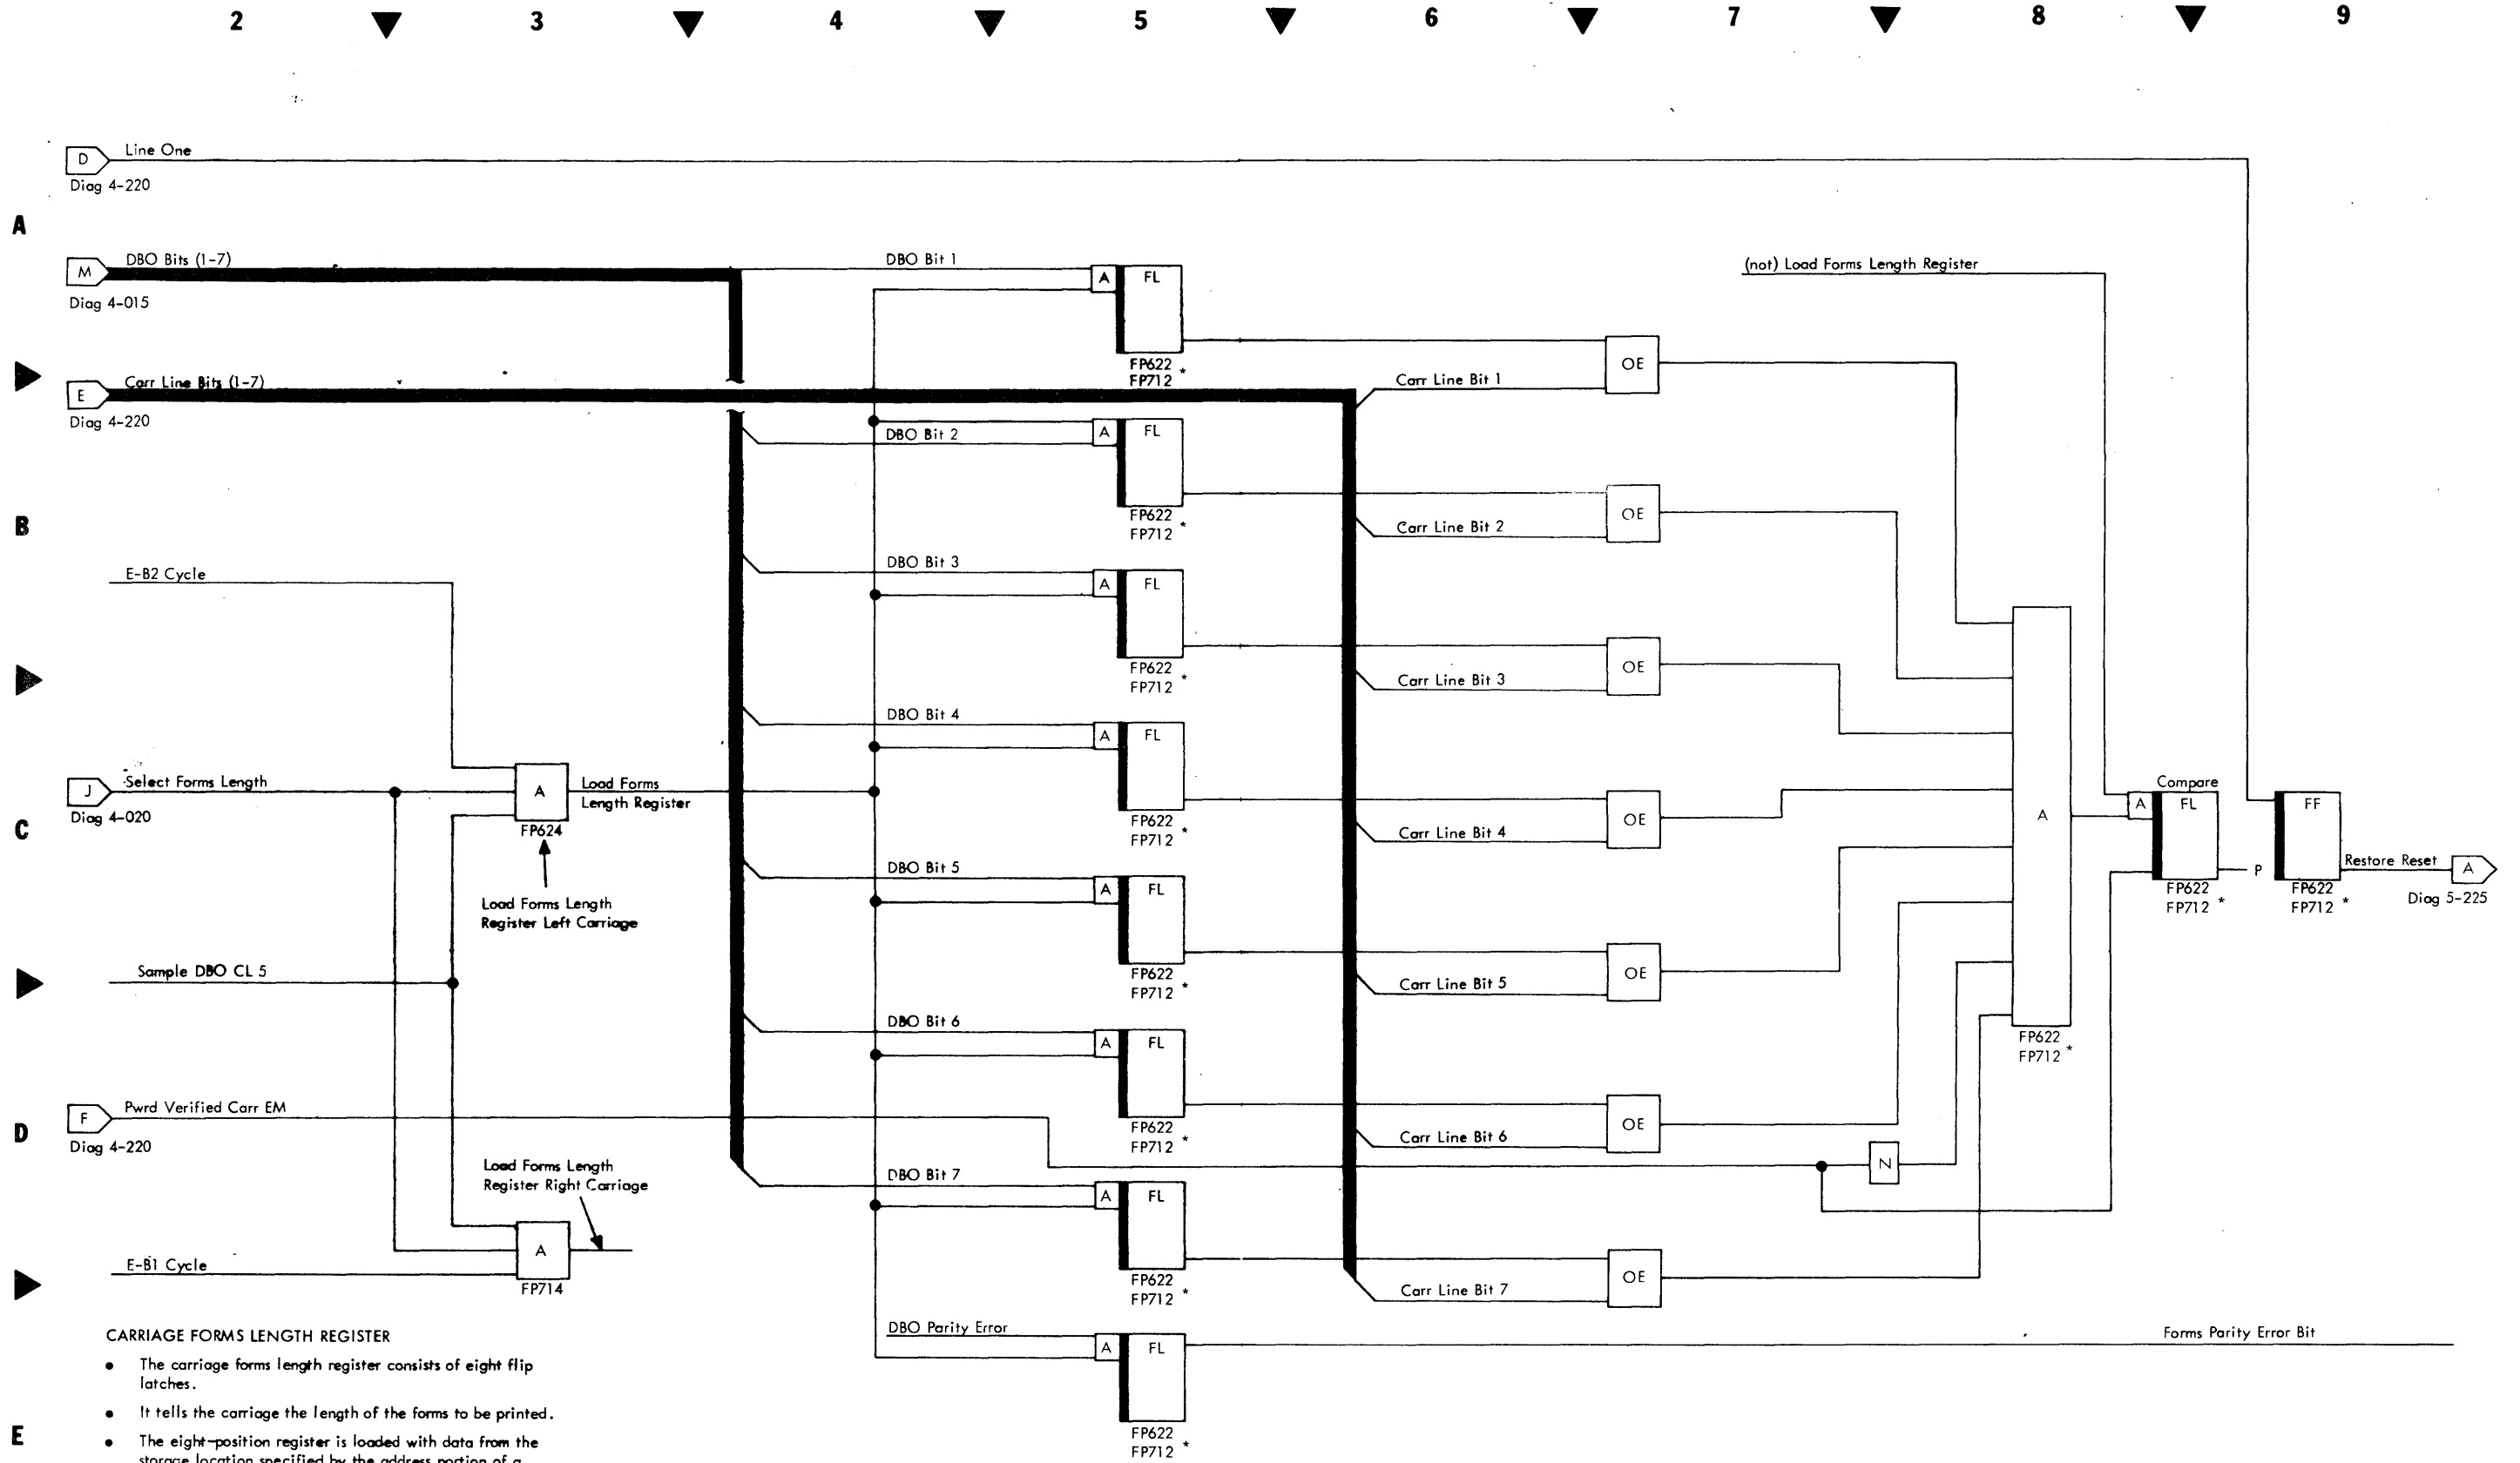 2 3 4 5 6 7 8 9
D Line One
Diag 4-220
A
M DBO Bits (1-7)
Diag 4-015
DBO Bit 1
A FL
FP622
FP712 *
(not) Load Forms Length Register
E Carr Line Bits (1-7)
Diag 4-220
Carr Line Bit 1
OE
DBO Bit 2
A FL
FP622
FP712 *
B
Carr Line Bit 2
OE
E-B2 Cycle
DBO Bit 3
A FL
FP622
FP712 *
Carr Line Bit 3
OE
DBO Bit 4
A FL
FP622
FP712 *
Carr Line Bit 4
OE
J Select Forms Length
Diag 4-020
A
FP624
Load Forms
Length Register
C
Load Forms Length
Register Left Carriage
A
FP622
FP712 *
Compare
A FL
FP622
FP712 *
P
FF
FP622
FP712 *
Restore Reset
A
Diag 5-225
DBO Bit 5
A FL
FP622
FP712 *
Carr Line Bit 5
OE
Sample DBO CL 5
DBO Bit 6
A FL
FP622
FP712 *
Carr Line Bit 6
OE
F Pwrd Verified Carr EM
Diag 4-220
D
N
Load Forms Length
Register Right Carriage
DBO Bit 7
A FL
FP622
FP712 *
Carr Line Bit 7
OE
A
FP714
E-B1 Cycle
DBO Parity Error
A FL
FP622
FP712 *
Forms Parity Error Bit
CARRIAGE FORMS LENGTH REGISTER
• The carriage forms length register consists of eight flip
latches.
• It tells the carriage the length of the forms to be printed.
E
• The eight-position register is loaded with data from the
storage location specified by the address portion of a